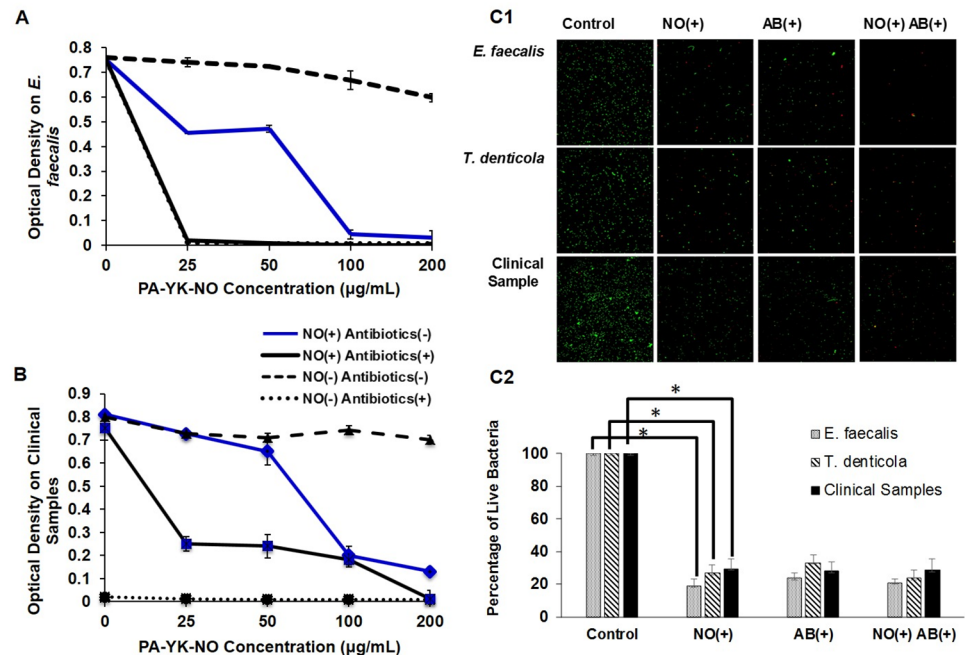 A
Optical Density on E. faecalis
0.8
0.7
0.6
0.5
0.4
0.3
0.2
0.1
0
0 25 50 100 200
PA-YK-NO Concentration (µg/mL)
NO(+) Antibiotics(-)
NO(+) Antibiotics(+)
NO(-) Antibiotics(-)
NO(-) Antibiotics(+)
B
Optical Density on Clinical
Samples
0.9
0.8
0.7
0.6
0.5
0.4
0.3
0.2
0.1
0
0 25 50 100 200
PA-YK-NO Concentration (µg/mL)
C1
Control NO(+) AB(+) NO(+) AB(+)
E. faecalis
T. denticola
Clinical
Sample
C2
* 
*
*
E. faecalis
T. denticola
Clinical Samples
Percentage of Live Bacteria
100
80
60
40
20
0
Control NO(+) AB(+) NO(+) AB(+)